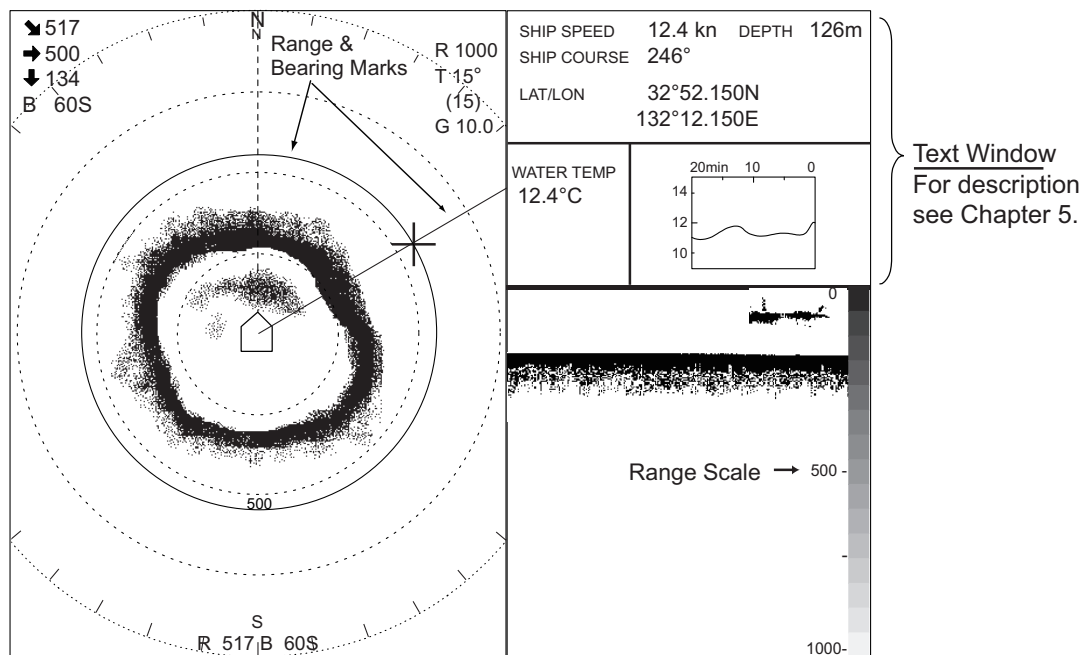 517
500
134
B 60S
N
N
Range &
Bearing Marks
R 1000
T 15°
(15)
G 10.0
500
S
R 517 B 60S
SHIP SPEED 12.4 kn DEPTH 126m
SHIP COURSE 246°
LAT/LON 32°52.150N
132°12.150E
WATER TEMP
12.4°C
20min 10 0
14
12
10
0
Range Scale 500 -
1000-
Text Window
For description
see Chapter 5.